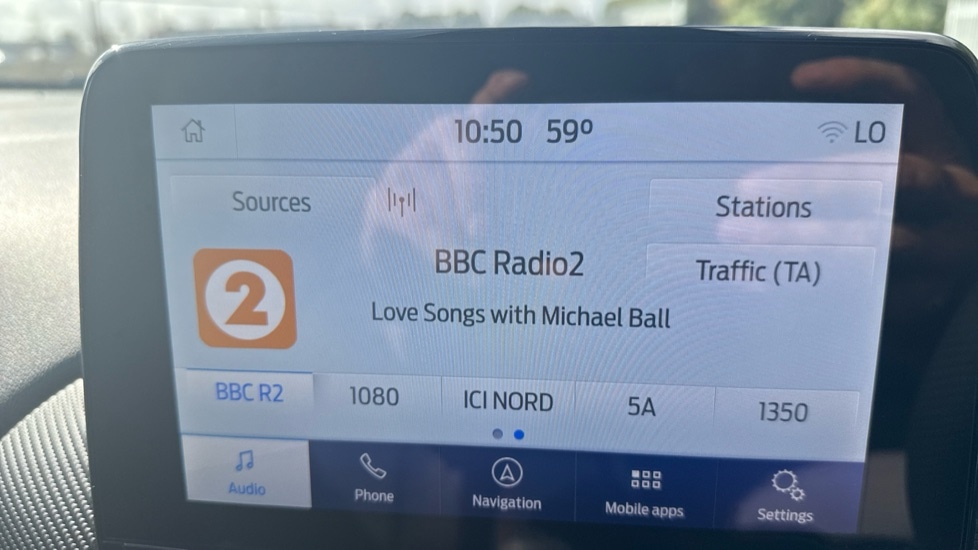 10:50 59º LO
Sources
Stations
BBC Radio2
Traffic (TA)
2
Love Songs with Michael Ball
BBC R2 1080 ICI NORD 5A 1350
Audio Phone Navigation Mobile apps Settings